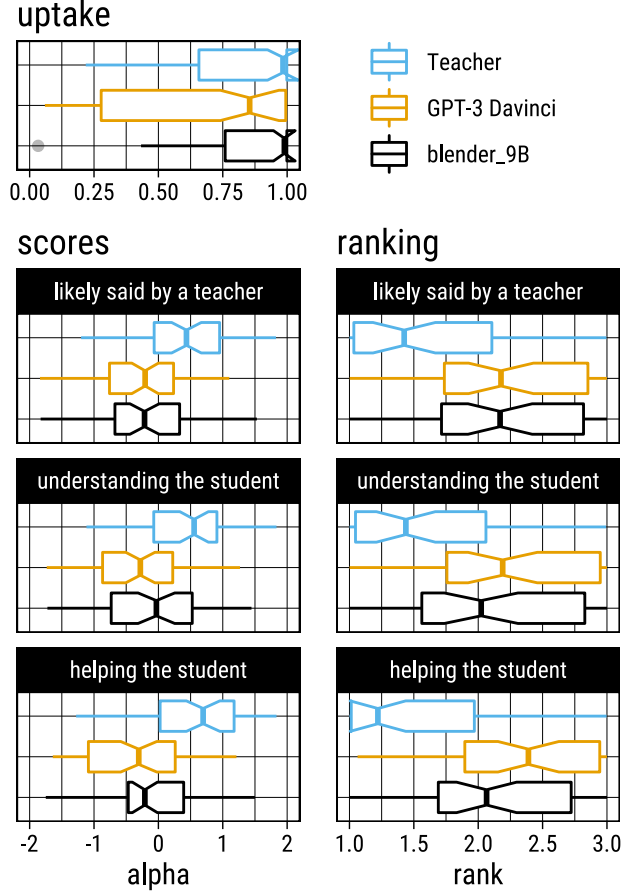 uptake
Teacher
GPT-3 Davinci
blender_9B
0.00 0.25 0.50 0.75 1.00
scores ranking
likely said by a teacher likely said by a teacher
understanding the student understanding the student
helping the student helping the student
-2 -1 0 1 2 1.0 1.5 2.0 2.5 3.0
alpha rank